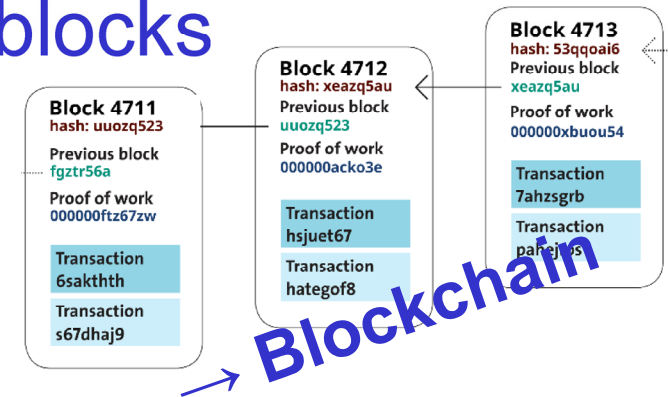 blocks
Block 4711
hash: uuozq523
Previous block
fgztr56a
Proof of work
000000ftz67zw
Transaction
6sakthth
Transaction
s67dhaj9
Block 4712
hash: xeazq5au
Previous block
uuozq523
Proof of work
000000acko3e
Transaction
hsjuet67
Transaction
hategof8
Block 4713
hash: 53qqoai6
Previous block
xeazq5au
Proof of work
000000xbuou54
Transaction
7ahzsgrb
Transaction
→ Blockchain